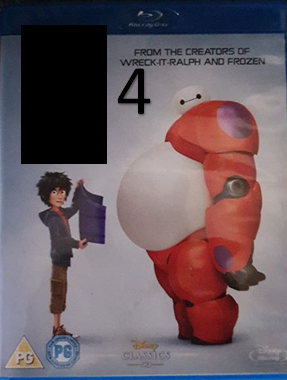 Blu-ray Disc
FROM THE CREATORS OF
WRECK-IT-RALPH AND FROZEN
4
Disney
CLASSICS
PG
PG